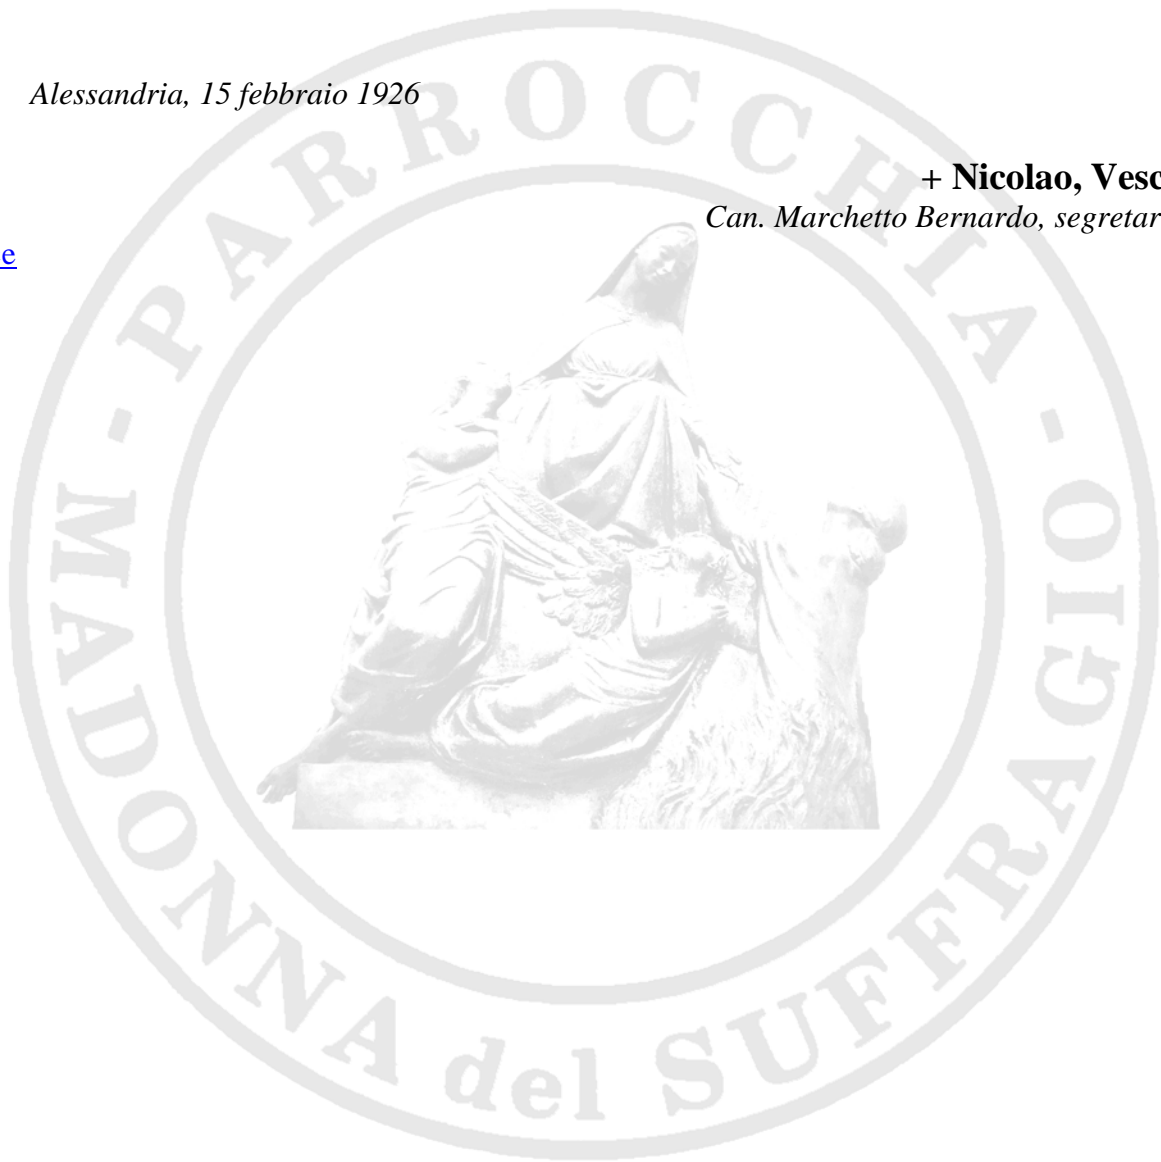 Alessandria, 15 febbraio 1926
+ Nicolao, Vesc
Can. Marchetto Bernardo, segretar
e
- PARROCCHIA - MADONNA del SUFFRAGIO